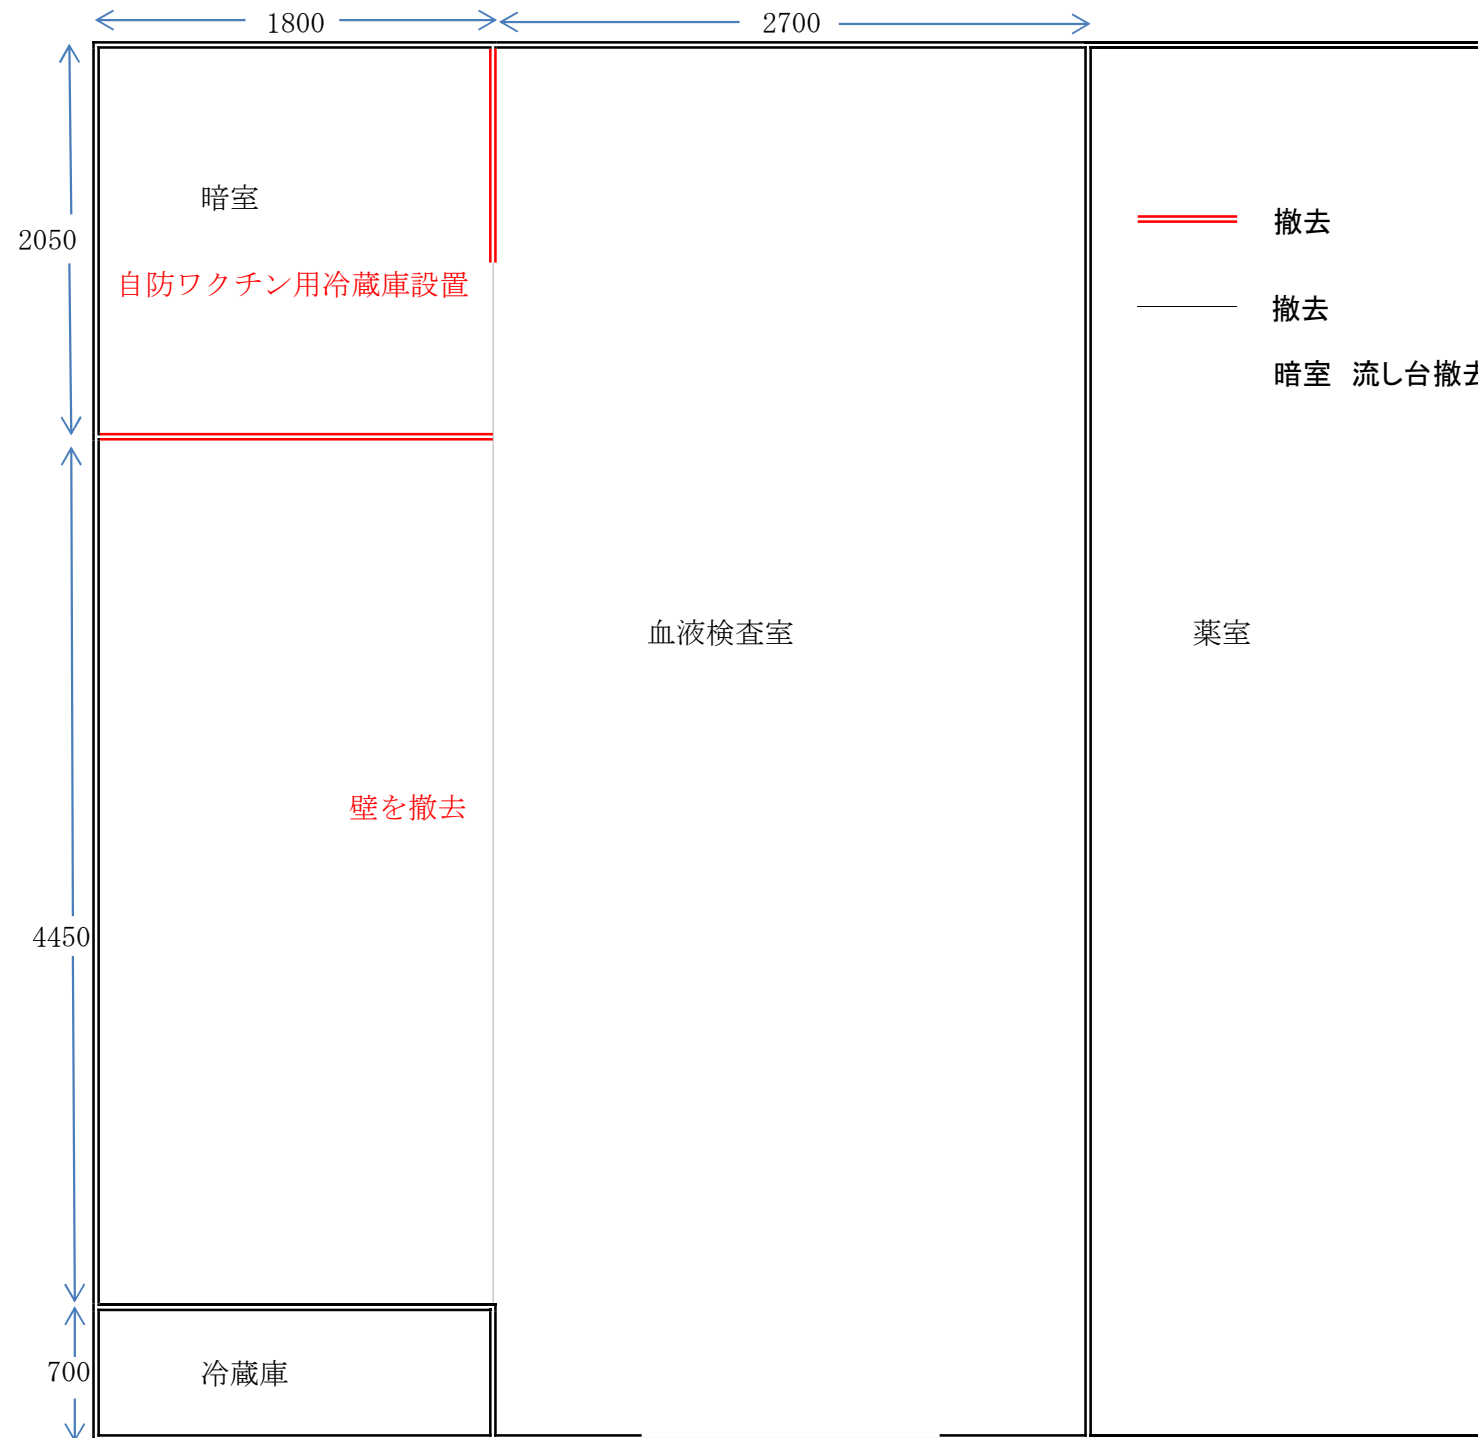 1800
2700
暗室
2050
撤去
自防ワクチン用冷蔵庫設置
撤去
暗室 流し台撤去
血液検査室
薬室
壁を撤去
4450
700
冷蔵庫